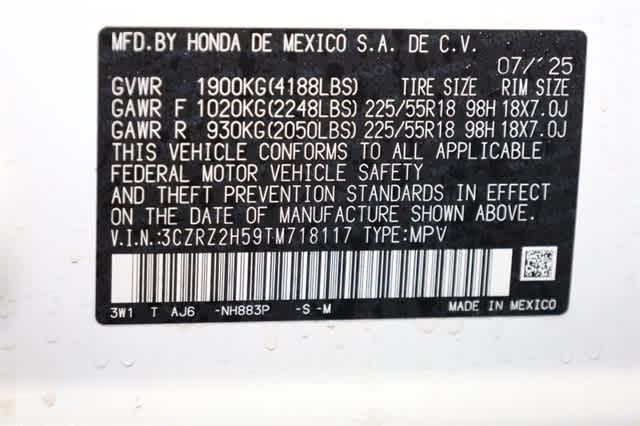 MFD.BY HONDA DE MEXICO S.A. DE C.V.
07/'25
GVWR 1900KG(4188LBS) TIRE SIZE RIM SIZE
GAWR F 1020KG(2248LBS) 225/55R18 98H 18X7.0J
GAWR R 930KG(2050LBS) 225/55R18 98H 18X7.0J
THIS VEHICLE CONFORMS TO ALL APPLICABLE
FEDERAL MOTOR VEHICLE SAFETY
AND THEFT PREVENTION STANDARDS IN EFFECT
ON THE DATE OF MANUFACTURE SHOWN ABOVE.
V.I.N.:3CZRZ2H59TM718117 TYPE:MPV
3W1 T AJ6 -NH883P -S -M MADE IN MEXICO